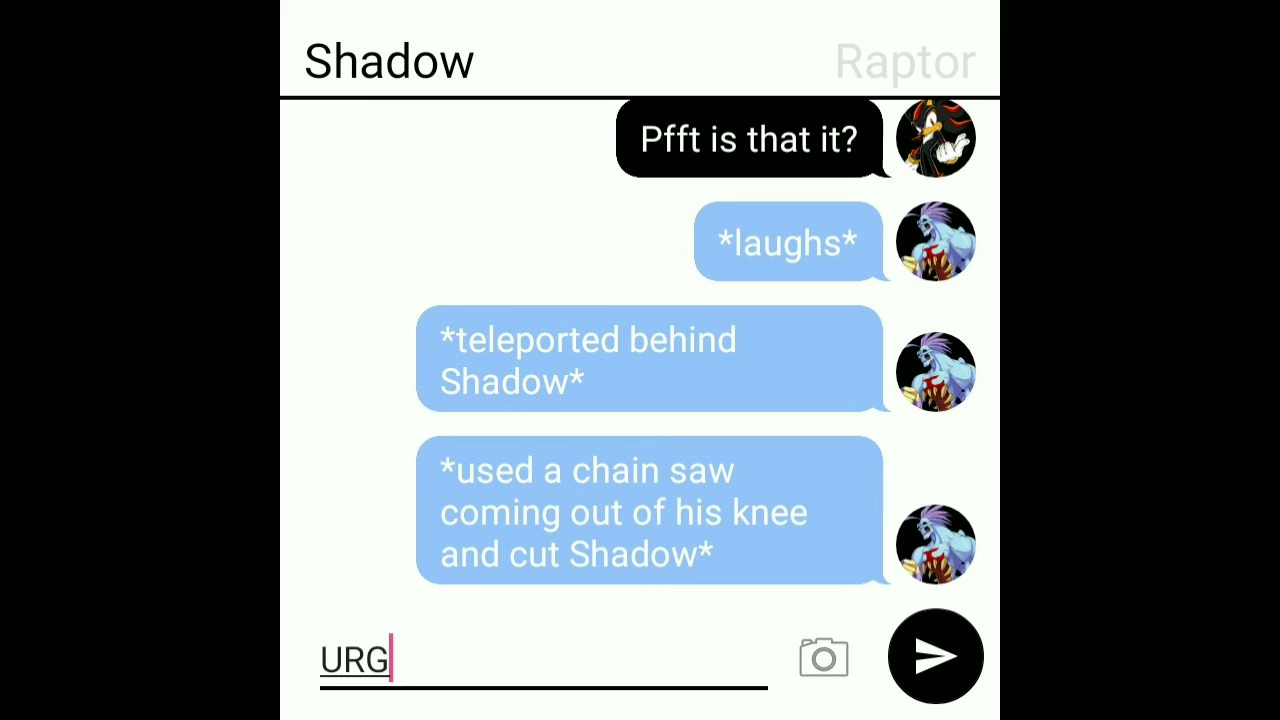 Shadow
Raptor
Pfft is that it?
*laughs*
*teleported behind
Shadow*
*used a chain saw
coming out of his knee
and cut Shadow*
URG